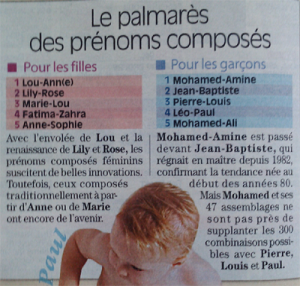 Le palmarès
des prénoms composés
Pour les filles
1 Lou-Ann(e)
2 Lily-Rose
3 Marie-Lou
4 Fatima-Zahra
5 Anne-Sophie
Pour les garçons
1 Mohamed-Amine
2 Jean-Baptiste
3 Pierre-Louis
4 Léo-Paul
5 Mohamed-Ali
Avec l'envolée de Lou et la
renaissance de Lily et Rose, les
prénoms composés féminins
suscitent de belles innovations.
Toutefois, ceux composés
traditionnellement à par-
tir d'Anne ou de Marie
ont encore de l'avenir.
Mohamed-Amine est passé
devant Jean-Baptiste, qui
régnait en maître depuis 1982,
confirmant la tendance née au
début des années 80.
Mais Mohamed et ses
47 assemblages ne
sont pas près de
supplanter les 300
combinaisons possi-
bles avec Pierre,
Louis et Paul.
Paul